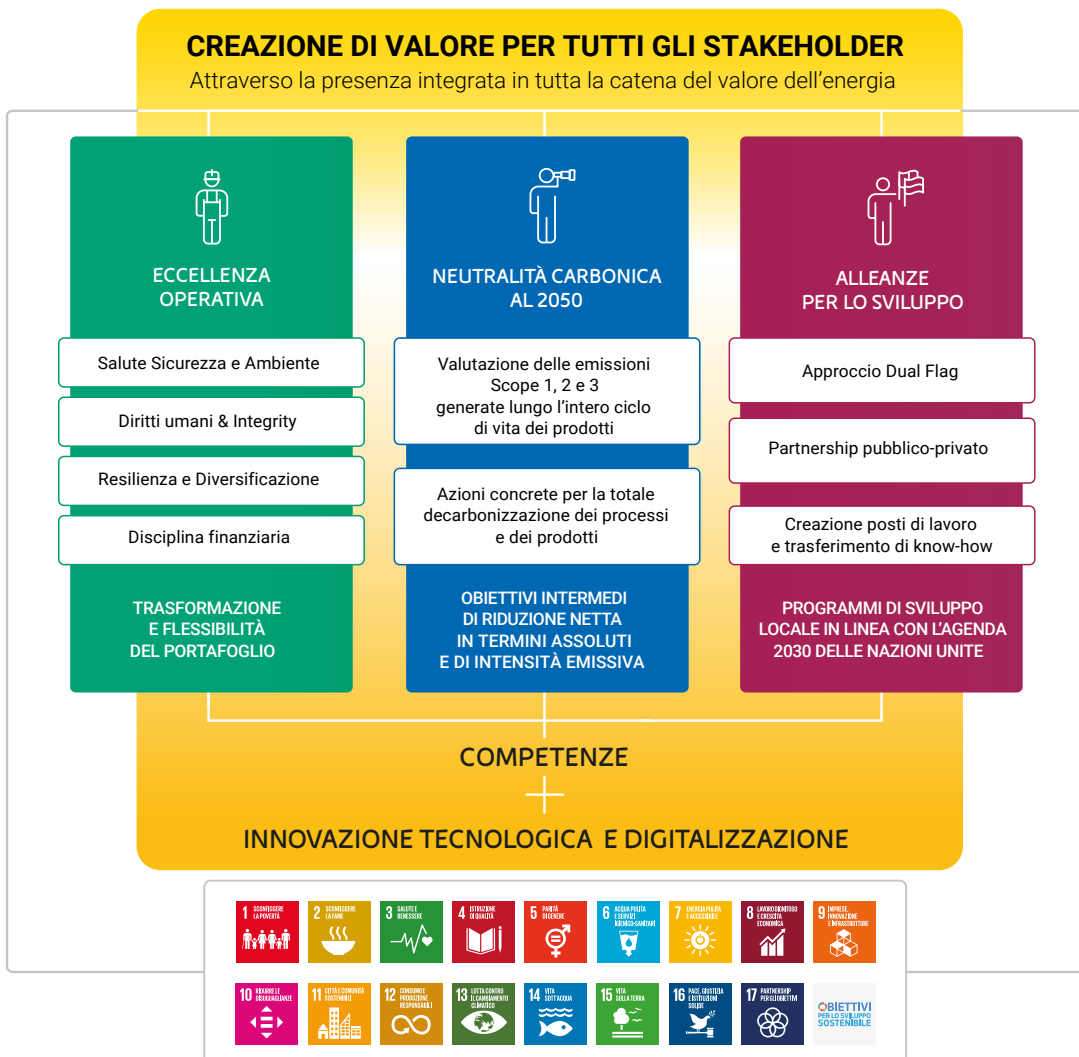 CREAZIONE DI VALORE PER TUTTI GLI STAKEHOLDER
Attraverso la presenza integrata in tutta la catena del valore dell'energia
ECCELLENZA
OPERATIVA
Salute Sicurezza e Ambiente
Diritti umani & Integrity
Resilienza e Diversificazione
Disciplina finanziaria
TRASFORMAZIONE
E FLESSIBILITÀ
DEL PORTAFOGLIO
NEUTRALITÀ CARBONICA
AL 2050
Valutazione delle emissioni
Scope 1, 2 e 3
generate lungo l'intero ciclo
di vita dei prodotti
Azioni concrete per la totale
decarbonizzazione dei processi
e dei prodotti
OBIETTIVI INTERMEDI
DI RIDUZIONE NETTA
IN TERMINI ASSOLUTI
E DI INTENSITÀ EMISSIVA
ALLEANZE
PER LO SVILUPPO
Approccio Dual Flag
Partnership pubblico-privato
Creazione posti di lavoro
e trasferimento di know-how
PROGRAMMI DI SVILUPPO
LOCALE IN LINEA CON L'AGENDA
2030 DELLE NAZIONI UNITE
COMPETENZE
INNOVAZIONE TECNOLOGICA E DIGITALIZZAZIONE
1 SCONFIGGERE
LA POVERTÀ
2 SCONFIGGERE
LA FAME
3 SALUTE E
BENESSERE
4 ISTRUZIONE
DI QUALITÀ
5 PARITÀ
DI GENERE
6 ACQUA PULITA
E SERVIZI
IGIENICO-SANITARI
7 ENERGIA PULITA
E ACCESSIBILE
8 LAVORO DIGNITOSO
E CRESCITA
ECONOMICA
9 IMPRESE,
INNOVAZIONE
E INFRASTRUTTURE
10 RIDURRE LE
DISUGUAGLIANZE
11 CITTÀ E COMUNITÀ
SOSTENIBILI
12 CONSUMO E
PRODUZIONE
RESPONSABILI
13 LOTTA CONTRO
IL CAMBIAMENTO
CLIMATICO
14 VITA
SOTT'ACQUA
15 VITA
SULLA TERRA
16 PACE, GIUSTIZIA
E ISTITUZIONI
SOLIDE
17 PARTNERSHIP
PER GLI OBIETTIVI
OBIETTIVI
PER LO SVILUPPO
SOSTENIBILE